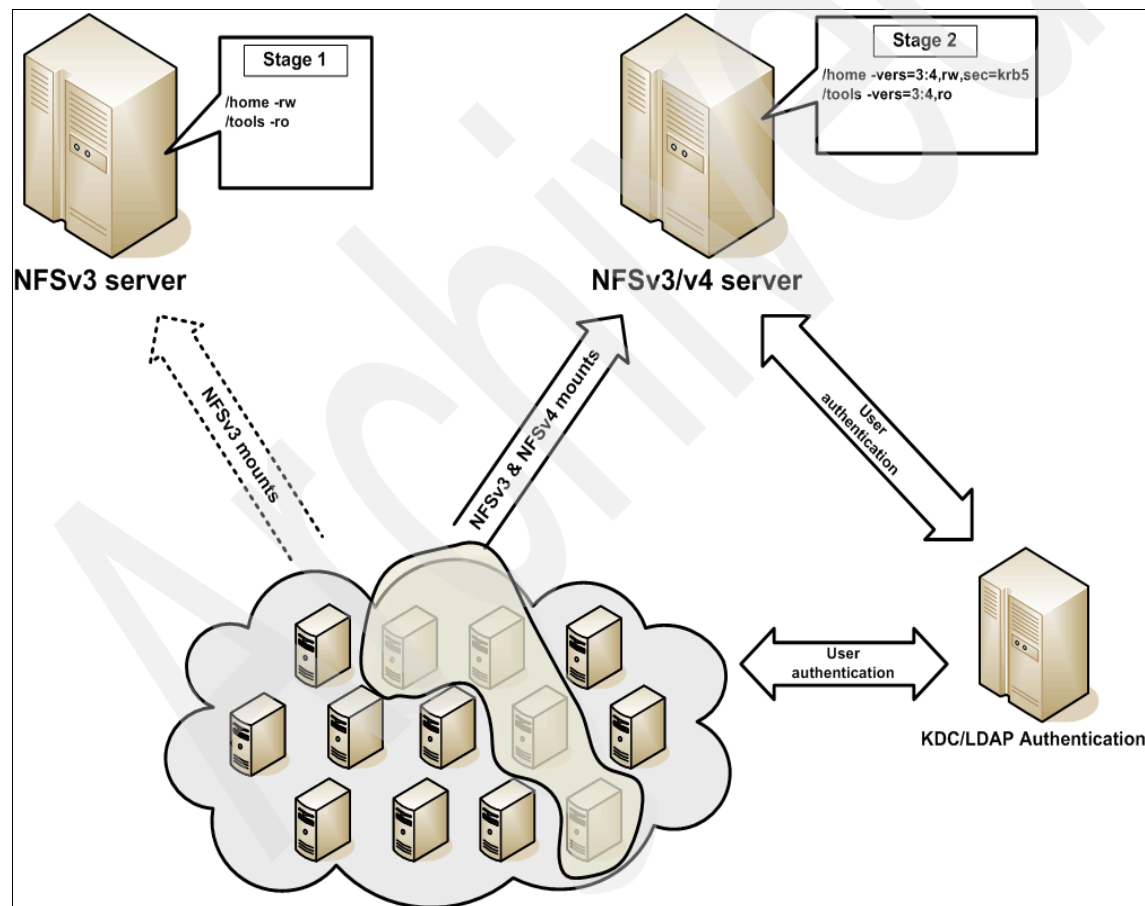 Stage 1
/home -rw
/tools -ro
NFSv3 server
Stage 2
/home -vers=3:4,rw,sec=krb5
/tools -vers=3:4,ro
NFSv3/v4 server
NFSv3 mounts
NFSv3 & NFSv4 mounts
User
authentication
User
authentication
KDC/LDAP Authentication
Archived